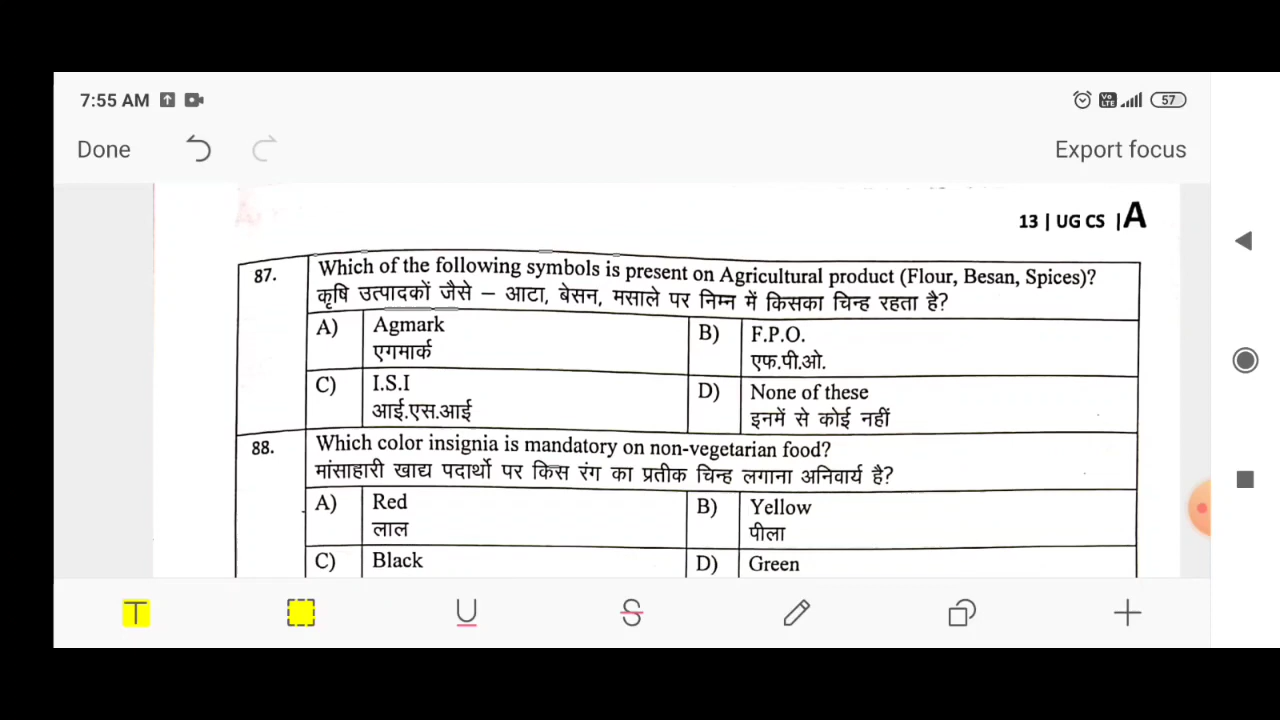 7:55 AM
Vo LTE 57
Done
Export focus
13 | UG CS | A
87. Which of the following symbols is present on Agricultural product (Flour, Besan, Spices)?
कृषि उत्पादकों जैसे – आटा, बेसन, मसाले पर निम्न में किसका चिन्ह रहता है?
A) Agmark
एगमार्क
B) F.P.O.
एफ.पी.ओ.
C) I.S.I
आई.एस.आई
D) None of these
इनमें से कोई नहीं
88. Which color insignia is mandatory on non-vegetarian food?
मांसाहारी खाद्य पदार्थो पर किस रंग का प्रतीक चिन्ह लगाना अनिवार्य है?
A) Red
लाल
B) Yellow
पीला
C) Black
D) Green
T U S